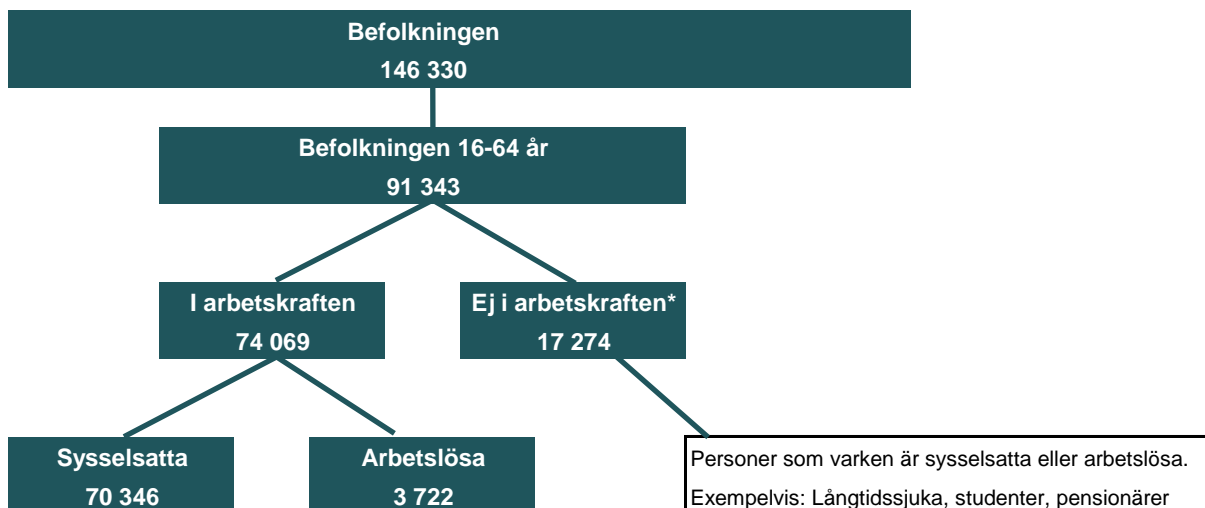 Befolkningen
146 330
Befolkningen 16-64 år
91 343
I arbetskraften
74 069
Ej i arbetskraften*
17 274
Sysselsatta
70 346
Arbetslösa
3 722
Personer som varken är sysselsatta eller arbetslösa.
Exempelvis: Långtidssjuka, studenter, pensionärer